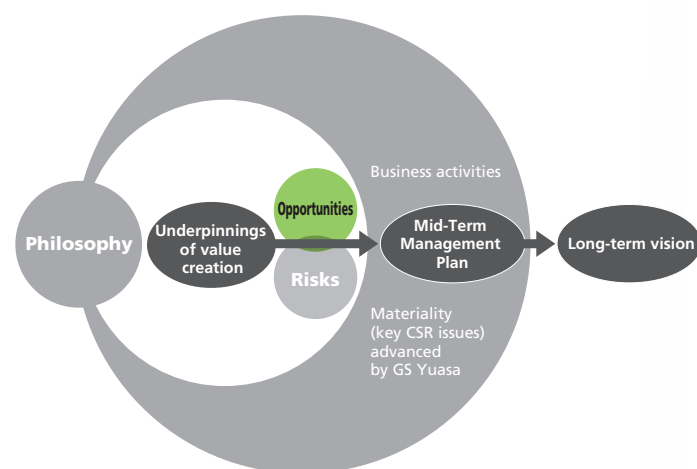 Philosophy
Underpinnings
of value
creation
Opportunities
Risks
Business activities
Mid-Term
Management
Plan
Materiality
(key CSR issues)
advanced
by GS Yuasa
Long-term vision